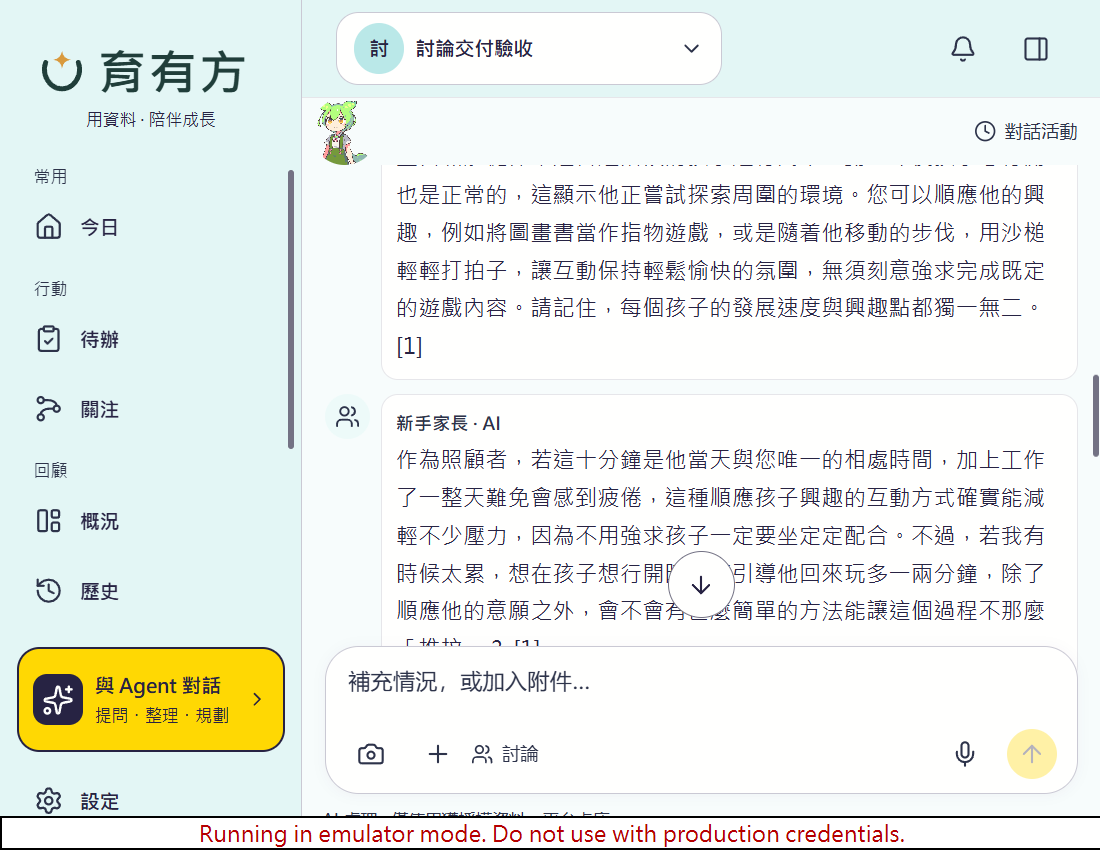 育有方
用資料 · 陪伴成長
常用
今日
行動
待辦
關注
回顧
概況
歷史
與 Agent 對話
提問 · 整理 · 規劃
設定
討
討論交付驗收
對話活動
也是正常的，這顯示他正嘗試探索周圍的環境。您可以順應他的興
趣，例如將圖畫書當作指物遊戲，或是隨着他移動的步伐，用沙槌
輕輕打拍子，讓互動保持輕鬆愉快的氛圍，無須刻意強求完成既定
的遊戲內容。請記住，每個孩子的發展速度與興趣點都獨一無二。
[1]
新手家長 · AI
作為照顧者，若這十分鐘是他當天與您唯一的相處時間，加上工作
了一整天難免會感到疲倦，這種順應孩子興趣的互動方式確實能減
輕不少壓力，因為不用強求孩子一定要坐定定配合。不過，若我有
時候太累，想在孩子想行開 引導他回來玩多一兩分鐘，除了
順應他的意願之外，會不會有 簡單的方法能讓這個過程不那麼
補充情況，或加入附件...
討論
Running in emulator mode. Do not use with production credentials.